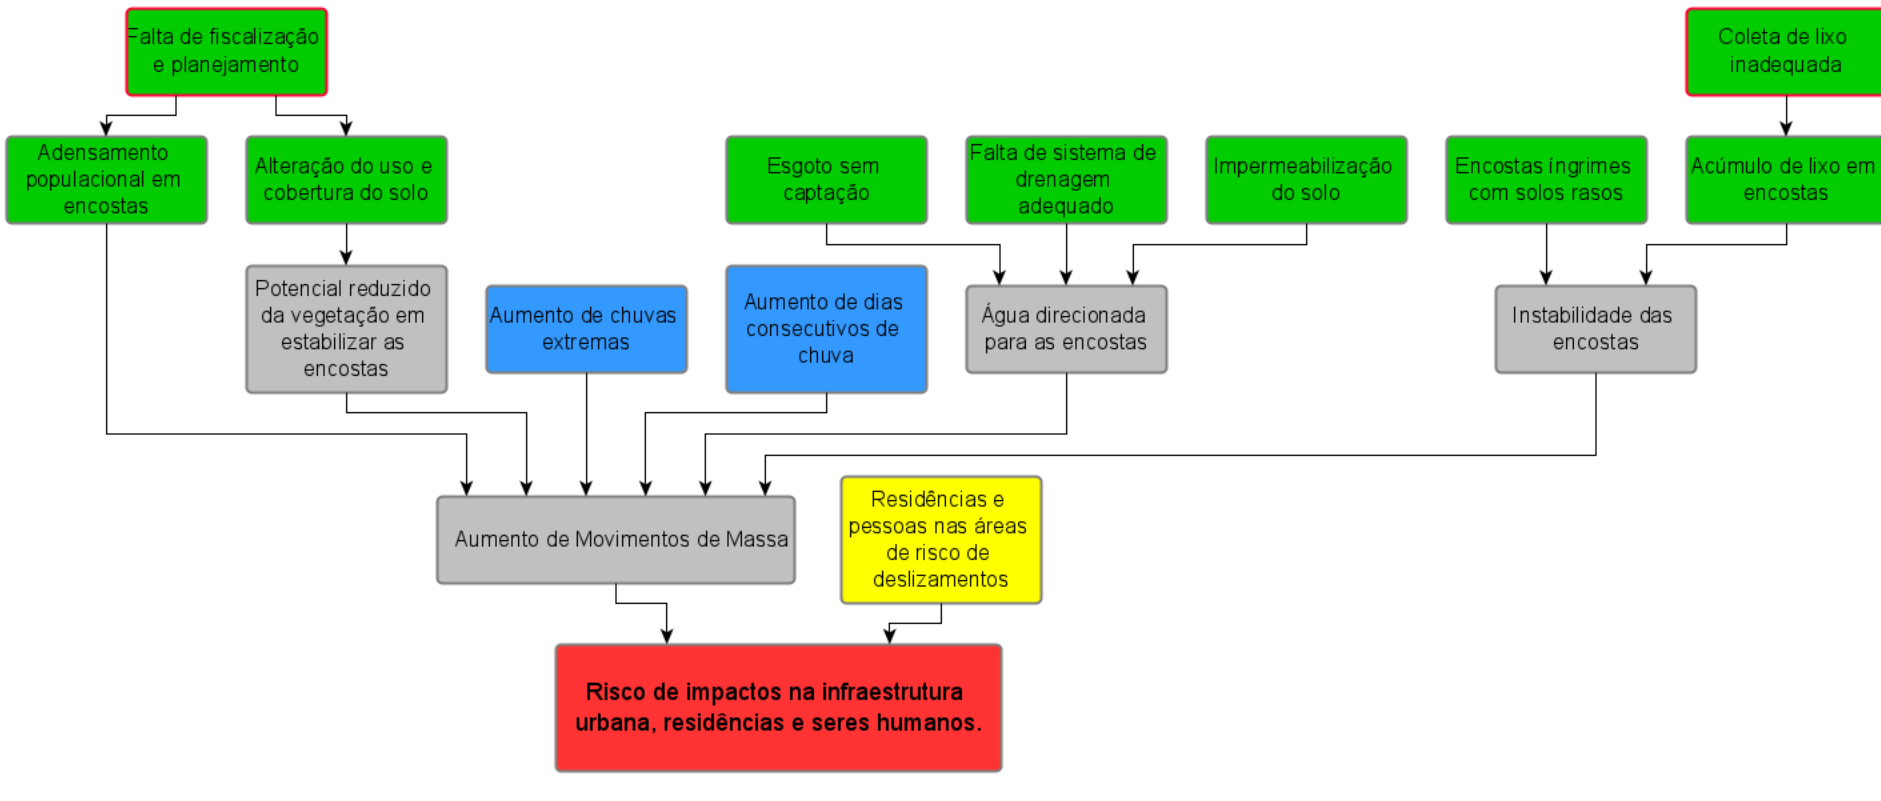 Falta de fiscalização
e planejamento
Coleta de lixo
inadequada
Adensamento
populacional em
encostas
Alteração do uso e
cobertura do solo
Esgoto sem
captação
Falta de sistema de
drenagem
adequado
Impermeabilização
do solo
Encostas íngrimes
com solos rasos
Acúmulo de lixo em
encostas
Potencial reduzido
da vegetação em
estabilizar as
encostas
Aumento de chuvas
extremas
Aumento de dias
consecutivos de
chuva
Água direcionada
para as encostas
Instabilidade das
encostas
Aumento de Movimentos de Massa
Residências e
pessoas nas áreas
de risco de
deslizamentos
Risco de impactos na infraestrutura
urbana, residências e seres humanos.